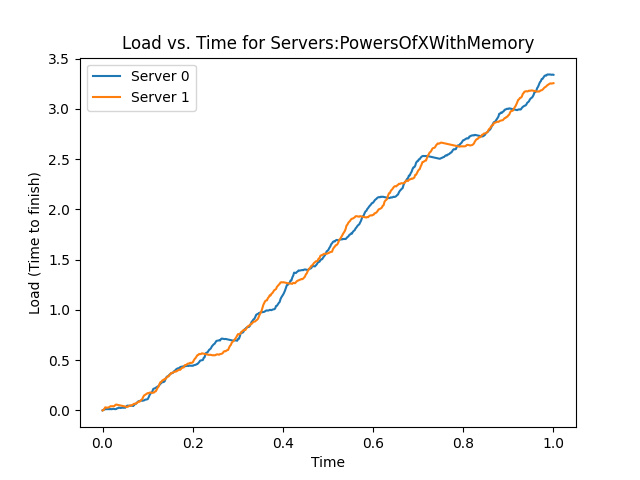 Load vs. Time for Servers:PowersOfXWithMemory
Server 0
Server 1
Load (Time to finish)
3.5
3.0
2.5
2.0
1.5
1.0
0.5
0.0
0.0 0.2 0.4 0.6 0.8 1.0
Time